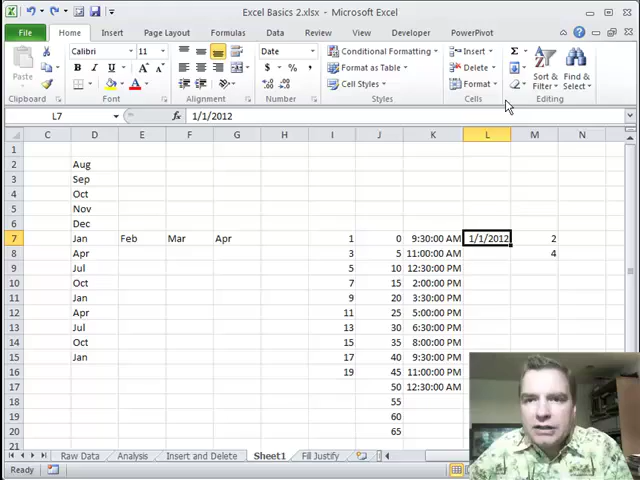 Excel Basics 2.xlsx - Microsoft Excel
File Home Insert Page Layout Formulas Data Review View Developer PowerPivot
Calibri 11 Date Conditional Formatting Insert Σ
Paste B I U $ % , Format as Table Delete Sort & Filter Find & Select
A Cell Styles Format
Clipboard Font Alignment Number Styles Cells Editing
L7 fx 1/1/2012
C D E F G H I J K L M N
1
2 Aug
3 Sep
4 Oct
5 Nov
6 Dec
7 Jan Feb Mar Apr 1 0 9:30:00 AM 1/1/2012 2
8 Apr 3 5 11:00:00 AM 4
9 Jul 5 10 12:30:00 PM
10 Oct 7 15 2:00:00 PM
11 Jan 9 20 3:30:00 PM
12 Apr 11 25 5:00:00 PM
13 Jul 13 30 6:30:00 PM
14 Oct 15 35 8:00:00 PM
15 Jan 17 40 9:30:00 PM
16 19 45 11:00:00 PM
17 50 12:30:00 AM
18 55
19 60
20 65
21
Raw Data Analysis Insert and Delete Sheet1 Fill Justify
Ready